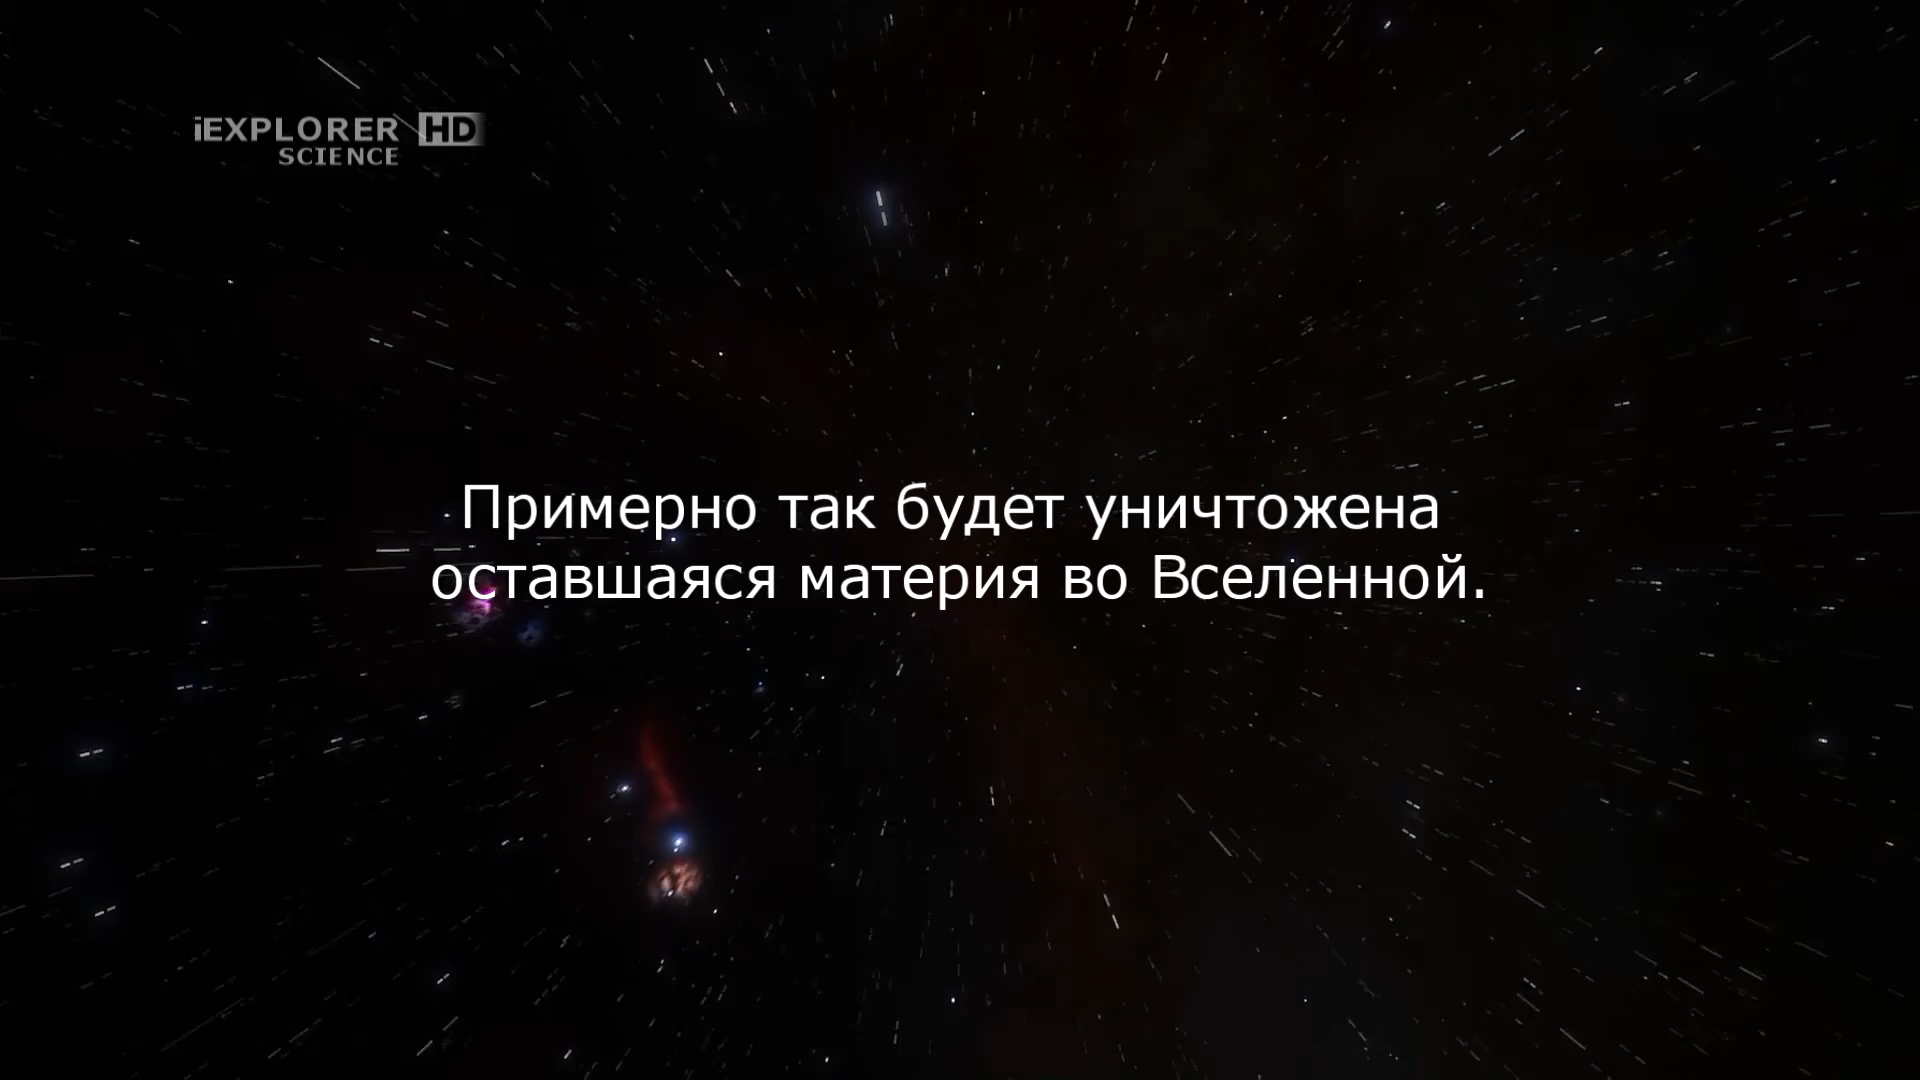 iEXPLORER HD
SCIENCE
Примерно так будет уничтожена
оставшаяся материя во Вселенной.